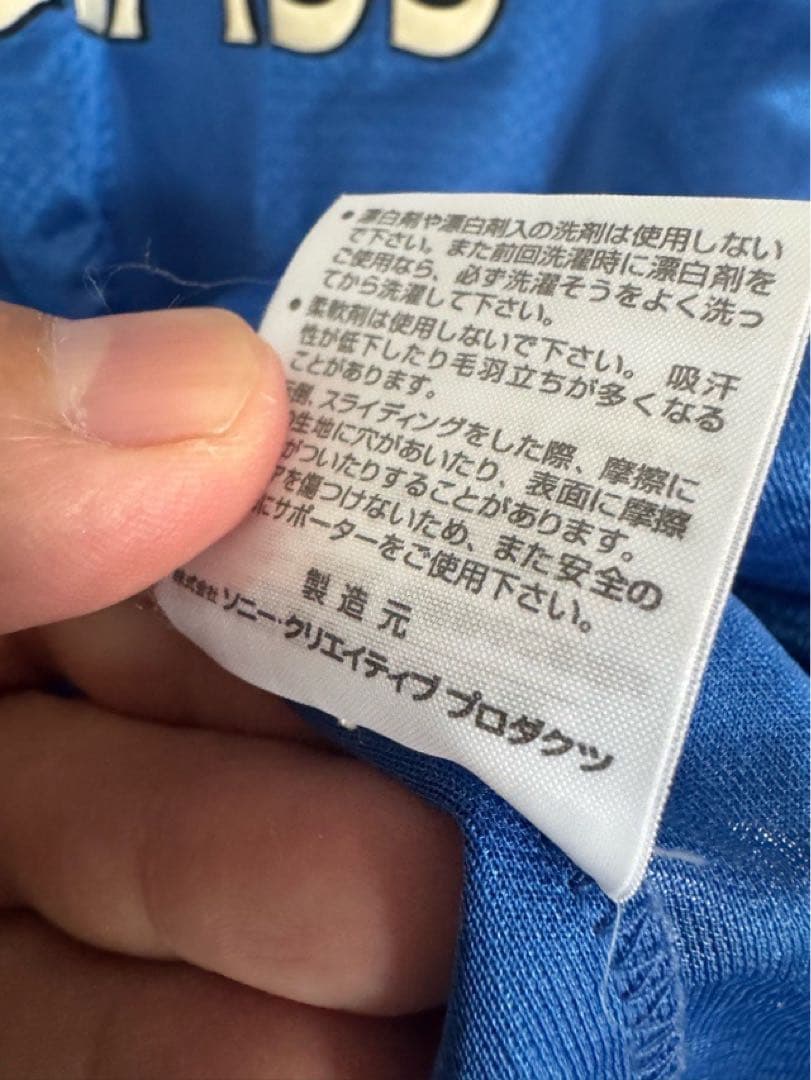 • 漂白剤や漂白剤入の洗剤は使用しない
で下さい。また前回洗濯時に漂白剤を
ご使用なら、必ず洗濯そうをよく洗っ
てから洗濯して下さい。
• 柔軟剤は使用しないで下さい。 吸汗
性が低下したり毛羽立ちが多くなる
ことがあります。
スライディングをした際、摩擦に
生地に穴があいたり、表面に摩擦
がついたりすることがあります。
を傷つけないため、また安全の
にサポーターをご使用下さい。
製造元
株式会社 ソニー・クリエイティブ プロダクツ